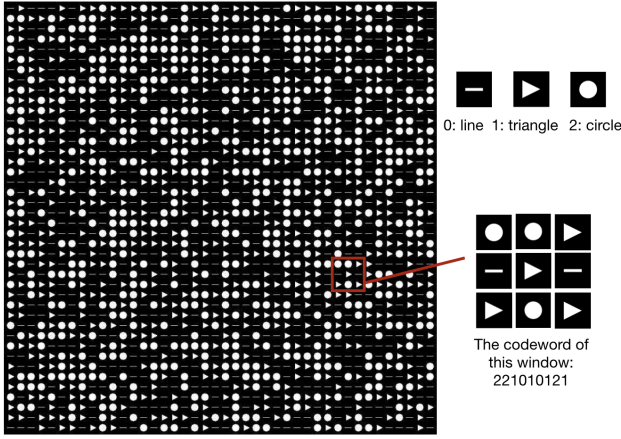 0: line 1: triangle 2: circle
The codeword of
this window:
221010121